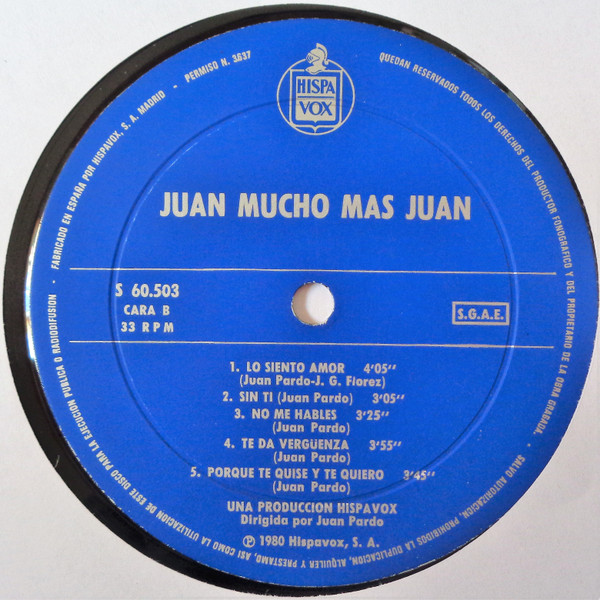 HISPA
VOX
JUAN MUCHO MAS JUAN
S 60.503
CARA B
33 RPM
S.G.A.E.
1. LO SIENTO AMOR 4'05''
(Juan Pardo-J. G. Florez)
2. SIN TI (Juan Pardo) 3'05''
3. NO ME HABLES 3'25''
(Juan Pardo)
4. TE DA VERGÜENZA 3'55''
(Juan Pardo)
5. PORQUE TE QUISE Y TE QUIERO 3'45''
(Juan Pardo)
UNA PRODUCCION HISPAVOX
Dirigida por Juan Pardo
℗ 1980 Hispavox, S. A.
FABRICADO EN ESPAÑA POR HISPAVOX, S. A. MADRID - PERMISO N. 3637
QUEDAN RESERVADOS TODOS LOS DERECHOS DEL PRODUCTOR FONOGRAFICO Y DEL PROPIETARIO DE LA OBRA GRABADA. - SALVO AUTORIZACION, PROHIBIDOS LA DUPLICACION, ALQUILER Y PRESTAMO, ASI COMO LA UTILIZACION DE ESTE DISCO PARA LA EJECUCION PUBLICA O RADIODIFUSION -